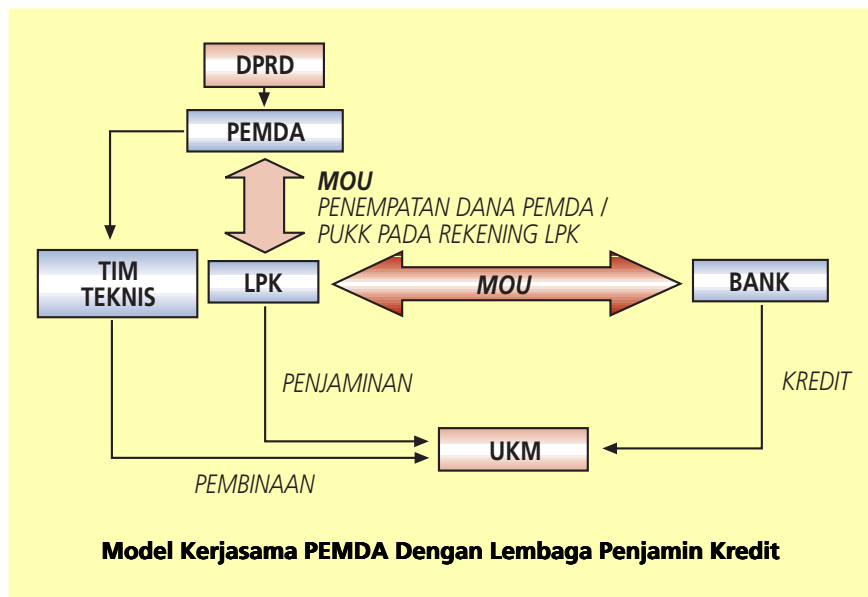 DPRD
PEMDA
MOU
PENEMPATAN DANA PEMDA /
PUKK PADA REKENING LPK
TIM
TEKNIS
LPK
MOU
BANK
PENJAMINAN
KREDIT
UKM
PEMBINAAN
Model Kerjasama PEMDA Dengan Lembaga Penjamin Kredit